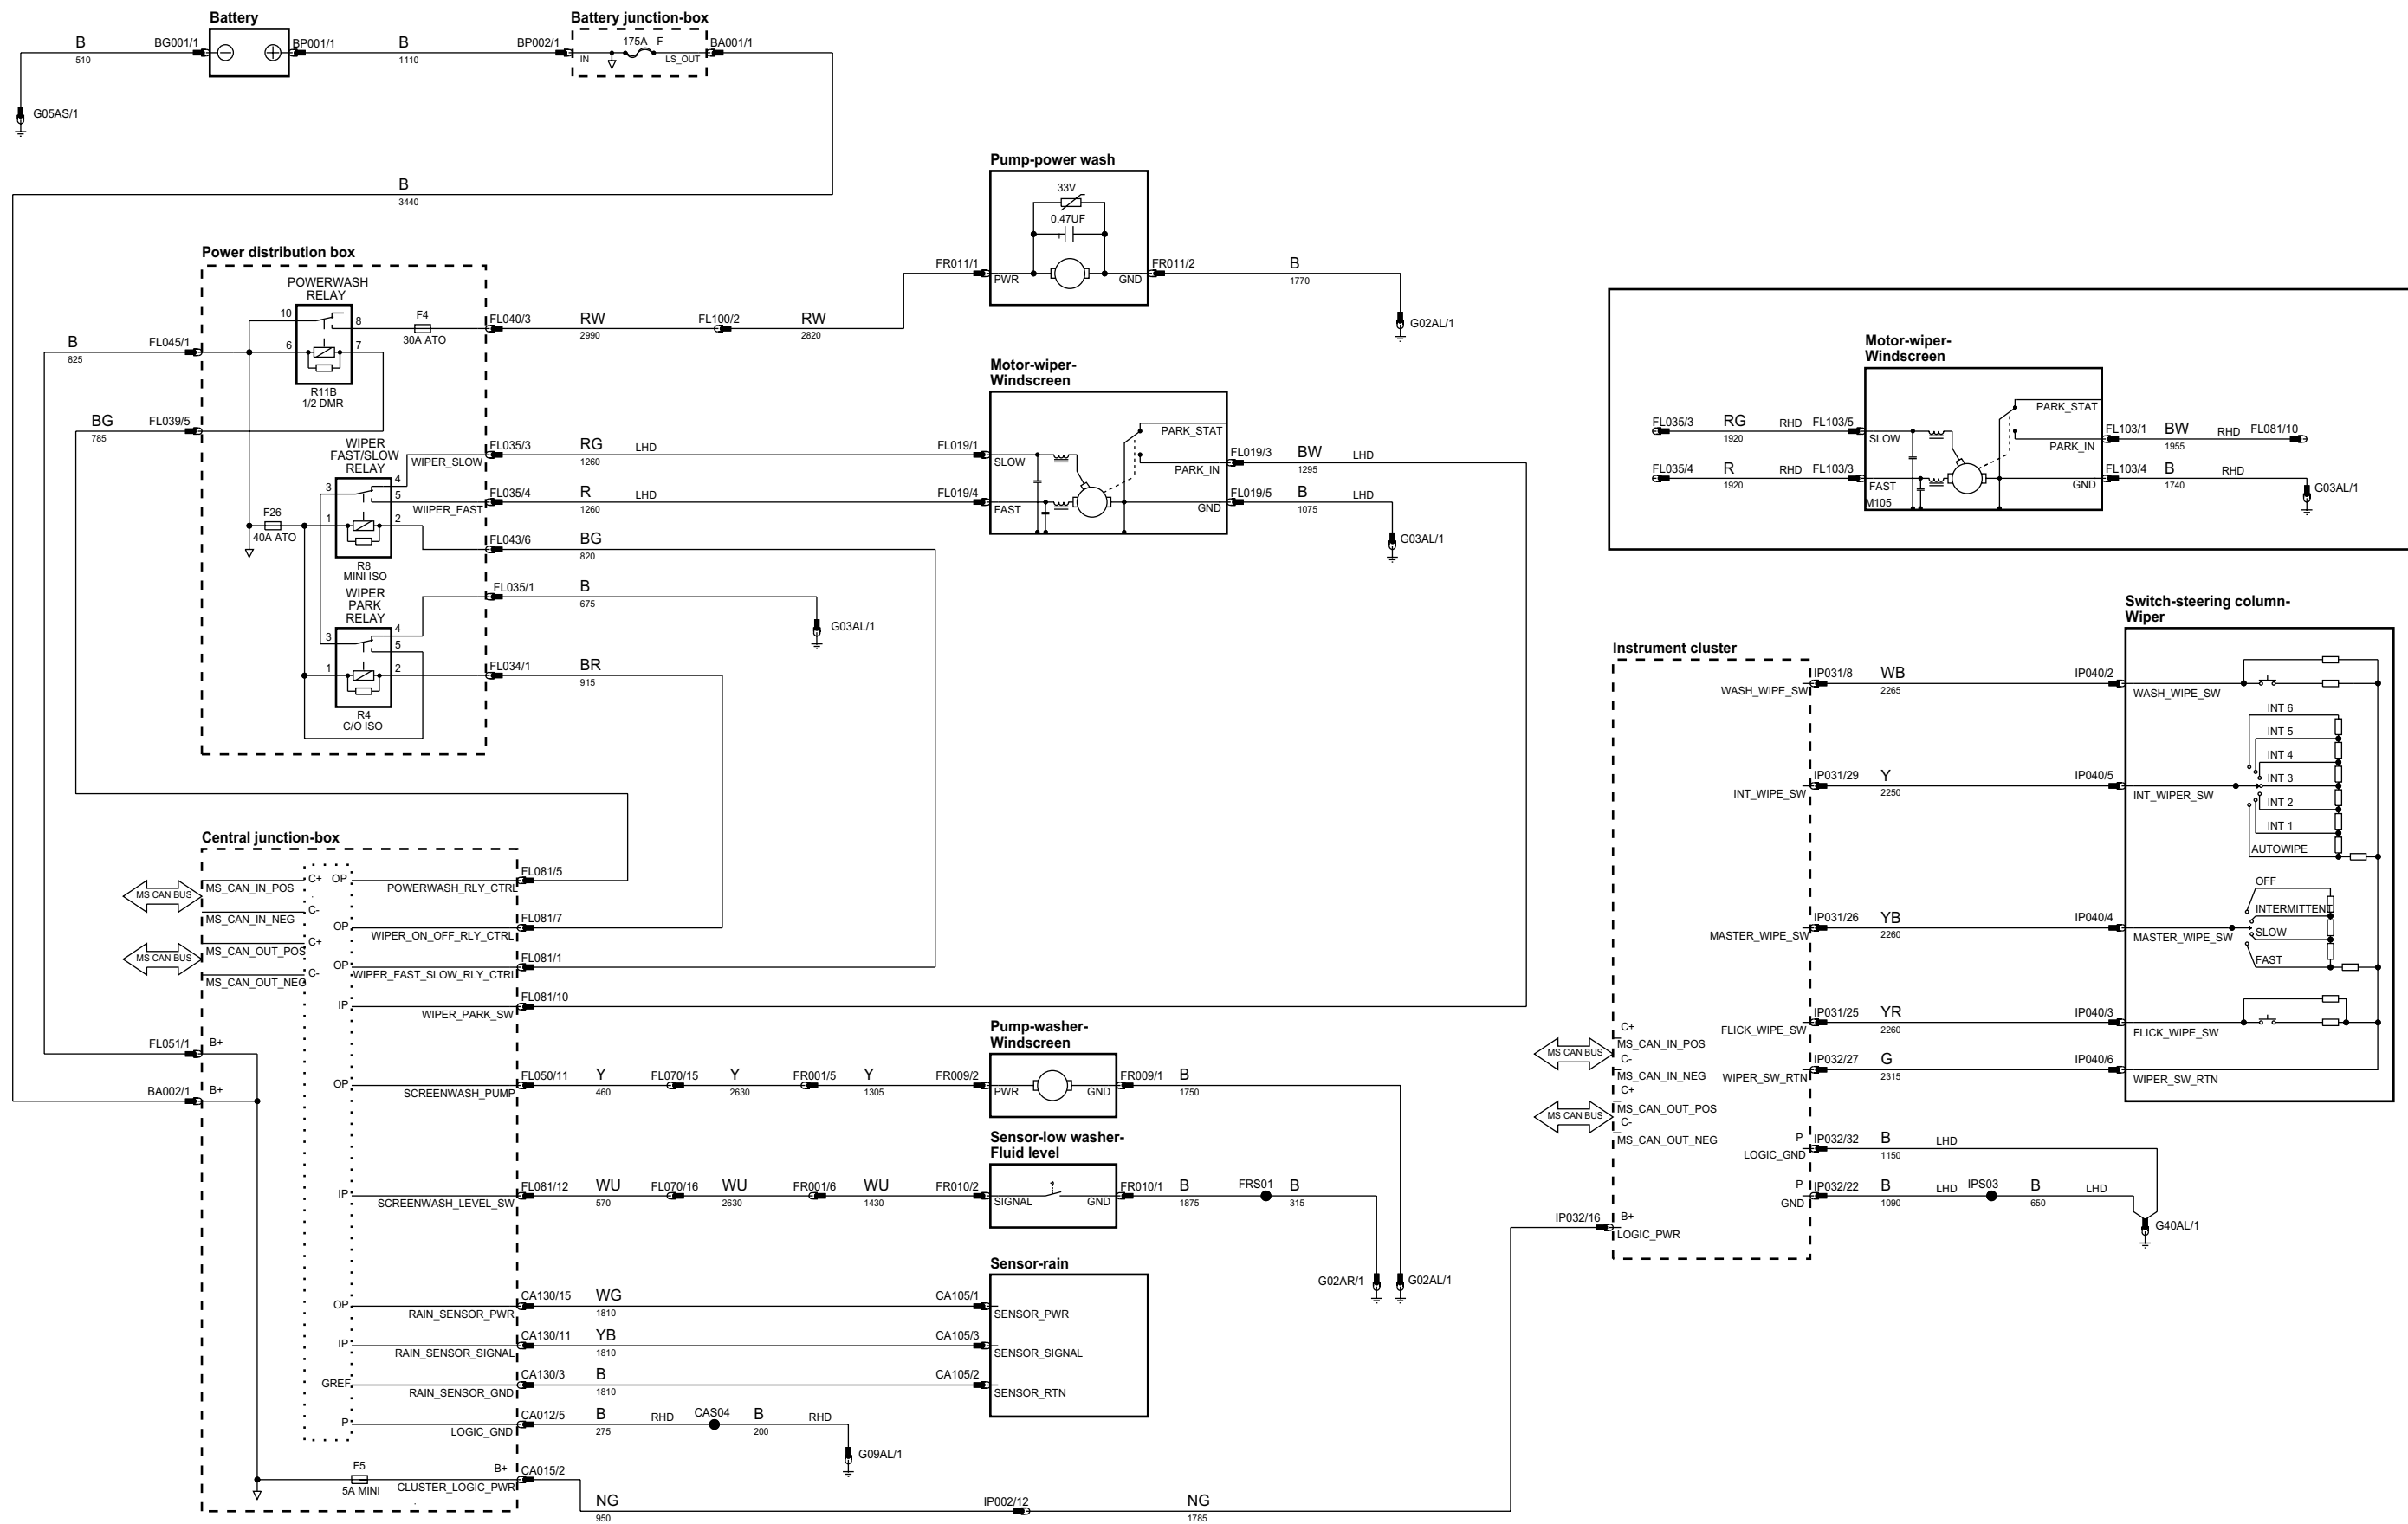 Battery
Battery junction-box
B
510
BG001/1
BP001/1
B
1110
BP002/1
175A F
IN
LS_OUT
BA001/1
G05AS/1
B
3440
Pump-power wash
33V
0.47UF
+
FR011/1
PWR
GND
FR011/2
B
1770
G02AL/1
Power distribution box
POWERWASH
RELAY
10
8
6
7
R11B
1/2 DMR
F4
30A ATO
FL040/3
RW
2990
FL100/2
RW
2820
B
825
FL045/1
BG
785
FL039/5
WIPER
FAST/SLOW
RELAY
3
4
5
1
2
R8
MINI ISO
F26
40A ATO
WIPER_SLOW
FL035/3
RG
1260
LHD
FL019/1
WIIPER_FAST
FL035/4
R
1260
LHD
FL019/4
FL043/6
BG
820
WIPER
PARK
RELAY
3
4
5
1
2
R4
C/O ISO
FL035/1
B
675
G03AL/1
FL034/1
BR
915
Motor-wiper-
Windscreen
SLOW
FAST
PARK_STAT
PARK_IN
GND
FL019/3
BW
1295
LHD
FL019/5
B
1075
LHD
G03AL/1
Motor-wiper-
Windscreen
FL035/3
RG
1920
RHD
FL103/5
SLOW
FL035/4
R
1920
RHD
FL103/3
FAST
M105
PARK_STAT
PARK_IN
GND
FL103/1
BW
1955
RHD
FL081/10
FL103/4
B
1740
RHD
G03AL/1
Central junction-box
MS CAN BUS
MS_CAN_IN_POS
C+
MS_CAN_IN_NEG
C-
MS CAN BUS
MS_CAN_OUT_POS
C+
MS_CAN_OUT_NEG
C-
OP
POWERWASH_RLY_CTRL
FL081/5
OP
WIPER_ON_OFF_RLY_CTRL
FL081/7
OP
WIPER_FAST_SLOW_RLY_CTRL
FL081/1
IP
WIPER_PARK_SW
FL081/10
FL051/1
B+
BA002/1
B+
OP
SCREENWASH_PUMP
FL050/11
Y
460
FL070/15
Y
2630
FR001/5
Y
1305
FR009/2
Pump-washer-
Windscreen
PWR
GND
FR009/1
B
1750
IP
SCREENWASH_LEVEL_SW
FL081/12
WU
570
FL070/16
WU
2630
FR001/6
WU
1430
FR010/2
Sensor-low washer-
Fluid level
SIGNAL
GND
FR010/1
B
1875
FRS01
B
315
G02AR/1
G02AL/1
OP
RAIN_SENSOR_PWR
CA130/15
WG
1810
CA105/1
IP
RAIN_SENSOR_SIGNAL
CA130/11
YB
1810
CA105/3
GREF
RAIN_SENSOR_GND
CA130/3
B
1810
CA105/2
Sensor-rain
SENSOR_PWR
SENSOR_SIGNAL
SENSOR_RTN
P
LOGIC_GND
CA012/5
B
275
RHD
CAS04
B
200
RHD
G09AL/1
F5
5A MINI
B+
CLUSTER_LOGIC_PWR
CA015/2
NG
950
IP002/12
NG
1785
Instrument cluster
WASH_WIPE_SW
IP031/8
WB
2265
IP040/2
INT_WIPE_SW
IP031/29
Y
2250
IP040/5
MASTER_WIPE_SW
IP031/26
YB
2260
IP040/4
FLICK_WIPE_SW
IP031/25
YR
2260
IP040/3
WIPER_SW_RTN
IP032/27
G
2315
IP040/6
MS CAN BUS
C+
MS_CAN_IN_POS
C-
MS_CAN_IN_NEG
MS CAN BUS
C+
MS_CAN_OUT_POS
C-
MS_CAN_OUT_NEG
P
LOGIC_GND
IP032/32
B
1150
LHD
P
GND
IP032/22
B
1090
LHD
IPS03
B
650
LHD
G40AL/1
IP032/16
B+
LOGIC_PWR
Switch-steering column-
Wiper
WASH_WIPE_SW
INT 6
INT 5
INT 4
INT 3
INT 2
INT 1
AUTOWIPE
INT_WIPER_SW
OFF
INTERMITTENT
SLOW
FAST
MASTER_WIPE_SW
FLICK_WIPE_SW
WIPER_SW_RTN